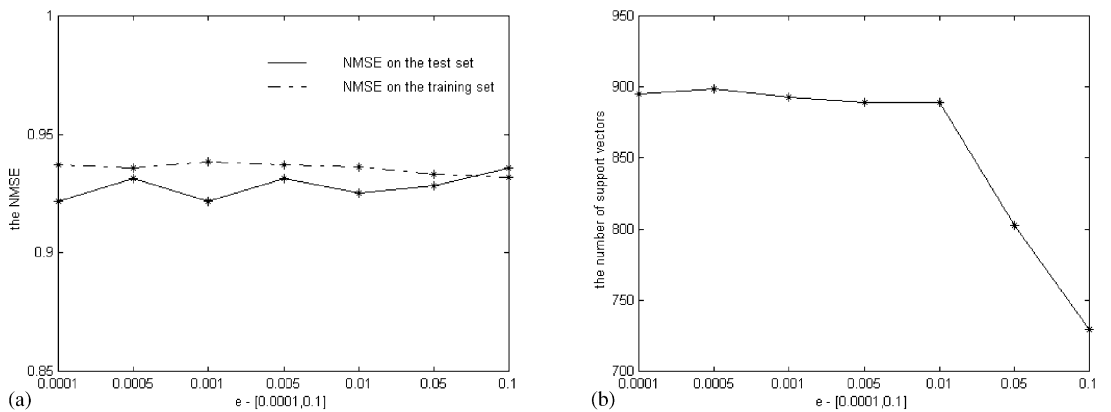 1
NMSE on the test set
NMSE on the training set
0.95
the NMSE
0.9
0.85
0.0001 0.0005 0.001 0.005 0.01 0.05 0.1
e - [0.0001,0.1]
(a)
950
900
850
the number of support vectors
800
750
700
0.0001 0.0005 0.001 0.005 0.01 0.05 0.1
e - [0.0001,0.1]
(b)